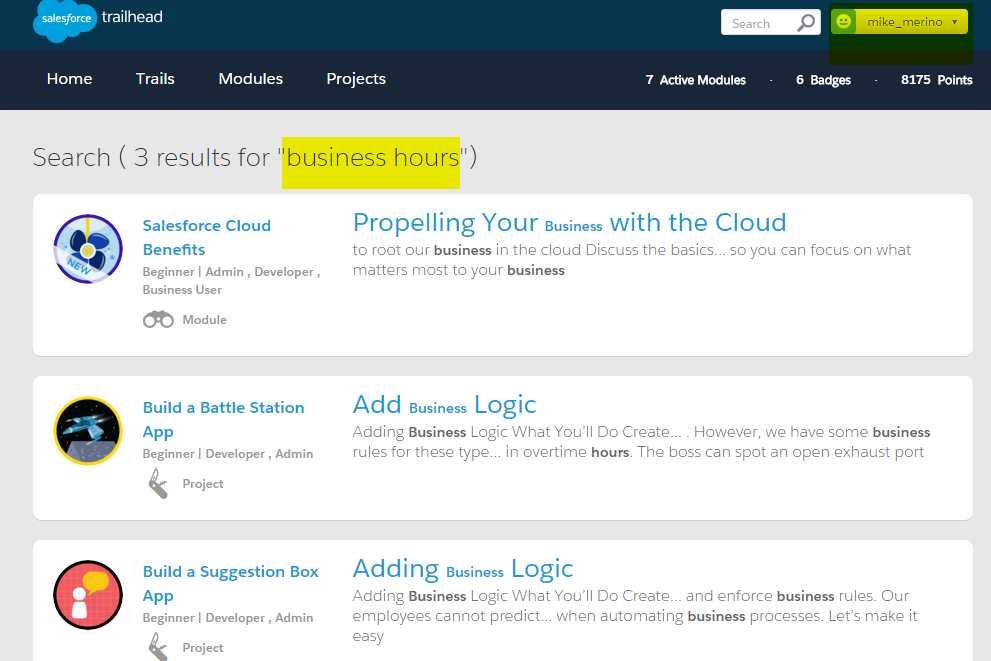 salesforce trailhead
Search
mike_merino
Home Trails Modules Projects
7 Active Modules · 6 Badges · 8175 Points
Search ( 3 results for "business hours")
NEW
Salesforce Cloud
Benefits
Beginner | Admin , Developer ,
Business User
Module
Propelling Your Business with the Cloud
to root our business in the cloud Discuss the basics... so you can focus on what
matters most to your business
Build a Battle Station
App
Beginner | Developer , Admin
Project
Add Business Logic
Adding Business Logic What You’ll Do Create... . However, we have some business
rules for these type... in overtime hours. The boss can spot an open exhaust port
Build a Suggestion Box
App
Beginner | Developer , Admin
Project
Adding Business Logic
Adding Business Logic What You’ll Do Create... and enforce business rules. Our
employees cannot predict... when automating business processes. Let’s make it
easy